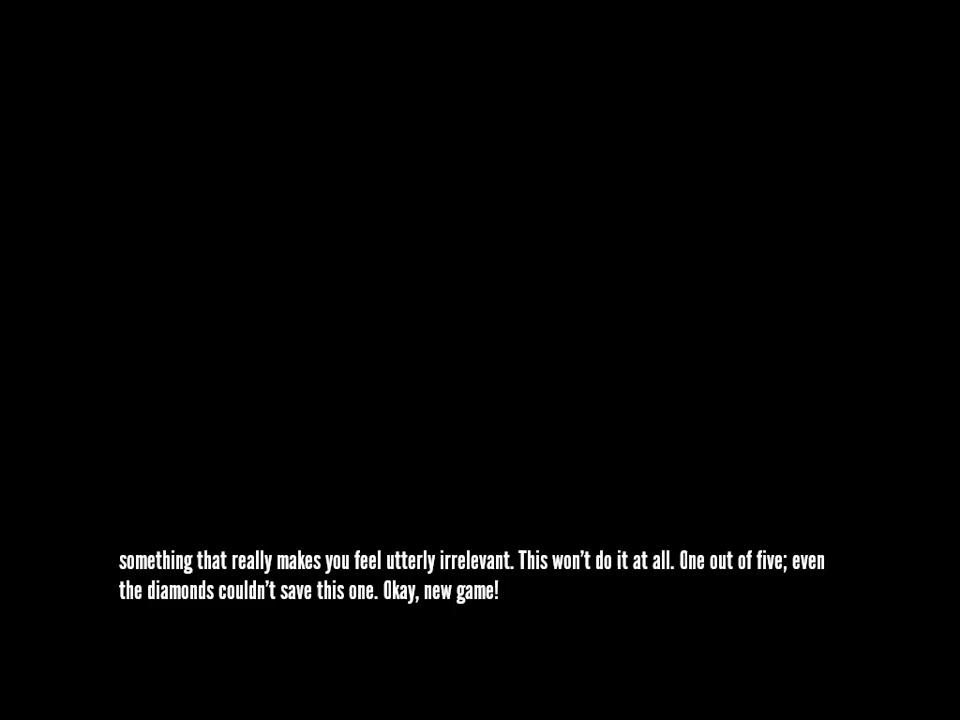 something that really makes you feel utterly irrelevant. This won’t do it at all. One out of five; even
the diamonds couldn’t save this one. Okay, new game!